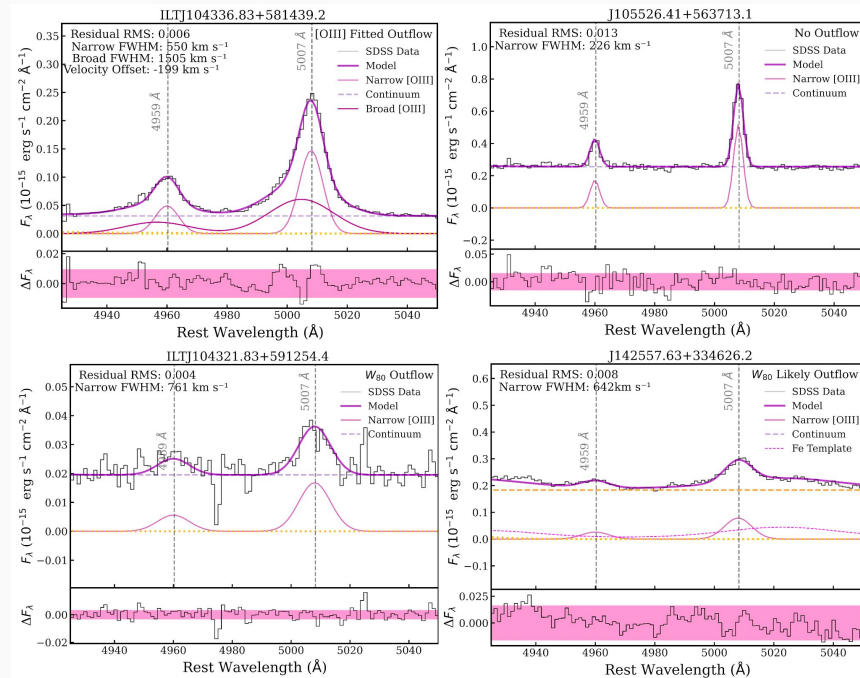 ILTJ104336.83+581439.2
Residual RMS: 0.006
Narrow FWHM: 550 km s⁻¹
Broad FWHM: 1505 km s⁻¹
Velocity Offset: -199 km s⁻¹
[OIII] Fitted Outflow
SDSS Data
Model
Narrow [OIII]
Continuum
Broad [OIII]
4959 Å
5007 Å
0.35
0.30
0.25
0.20
0.15
0.10
0.05
0.00
Fλ (10⁻¹⁵ erg s⁻¹ cm⁻² Å⁻¹)
0.02
0.00
ΔFλ
4940 4960 4980 5000 5020 5040
Rest Wavelength (Å)
J105526.41+563713.1
Residual RMS: 0.013
Narrow FWHM: 226 km s⁻¹
No Outflow
SDSS Data
Model
Narrow [OIII]
Continuum
4959 Å
5007 Å
1.0
0.8
0.6
0.4
0.2
0.0
−0.2
Fλ (10⁻¹⁵ erg s⁻¹ cm⁻² Å⁻¹)
0.05
0.00
ΔFλ
4940 4960 4980 5000 5020 5040
Rest Wavelength (Å)
ILTJ104321.83+591254.4
Residual RMS: 0.004
Narrow FWHM: 761 km s⁻¹
W₈₀ Outflow
SDSS Data
Model
Narrow [OIII]
Continuum
4959 Å
5007 Å
0.05
0.04
0.03
0.02
0.01
0.00
−0.01
Fλ (10⁻¹⁵ erg s⁻¹ cm⁻² Å⁻¹)
0.00
−0.02
ΔFλ
4940 4960 4980 5000 5020 5040
Rest Wavelength (Å)
J142557.63+334626.2
Residual RMS: 0.008
Narrow FWHM: 642km s⁻¹
W₈₀ Likely Outflow
SDSS Data
Model
Narrow [OIII]
Continuum
Fe Template
4959 Å
5007 Å
0.6
0.5
0.4
0.3
0.2
0.1
0.0
−0.1
Fλ (10⁻¹⁵ erg s⁻¹ cm⁻² Å⁻¹)
0.025
0.000
ΔFλ
4940 4960 4980 5000 5020 5040
Rest Wavelength (Å)